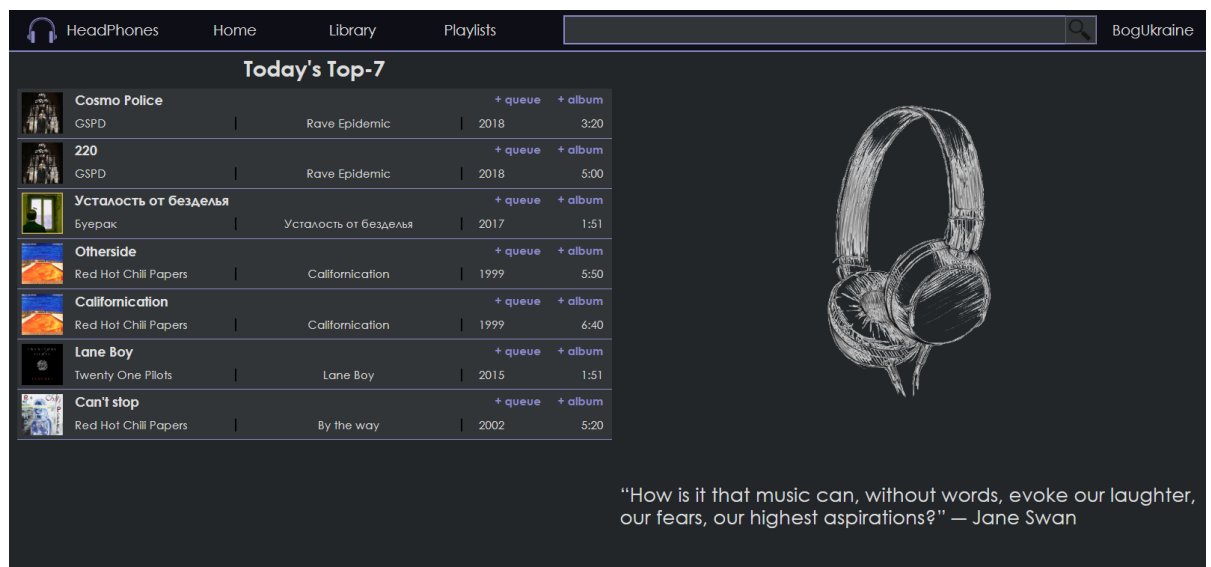 HeadPhones Home Library Playlists BogUkraine
Today's Top-7
Cosmo Police + queue + album
GSPD | Rave Epidemic | 2018 3:20
220 + queue + album
GSPD | Rave Epidemic | 2018 5:00
Усталость от безделья + queue + album
Буерак | Усталость от безделья | 2017 1:51
Otherside + queue + album
Red Hot Chili Papers | Californication | 1999 5:50
Californication + queue + album
Red Hot Chili Papers | Californication | 1999 6:40
Lane Boy + queue + album
Twenty One Pilots | Lane Boy | 2015 1:51
Can't stop + queue + album
Red Hot Chili Papers | By the way | 2002 5:20
“How is it that music can, without words, evoke our laughter,
our fears, our highest aspirations?” — Jane Swan